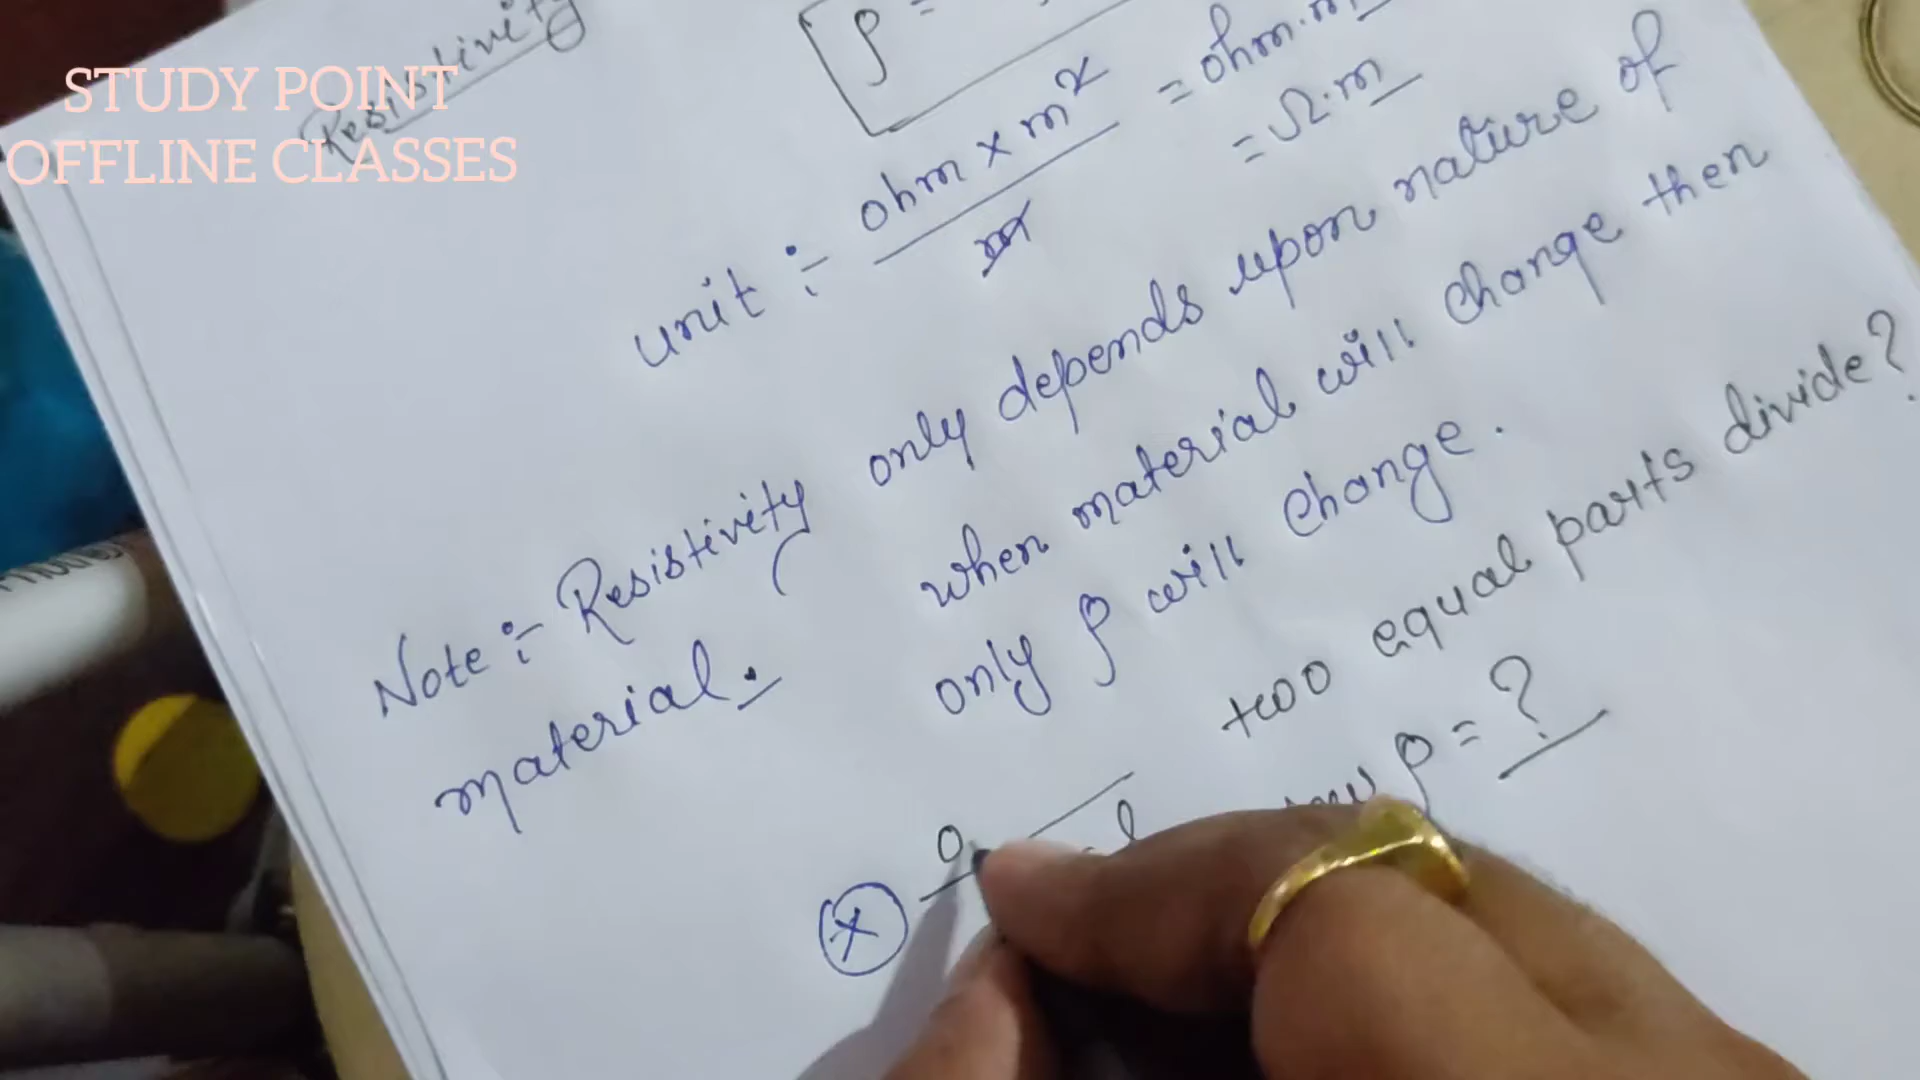 STUDY POINT
OFFLINE CLASSES
Resistivity
ρ =
unit :- ohm × m² / m = ohm.m
= Ω.m
Note :- Resistivity only depends upon nature of
material.
( when material will change then
only ρ will change.
two equal parts divide?
ρ = ?